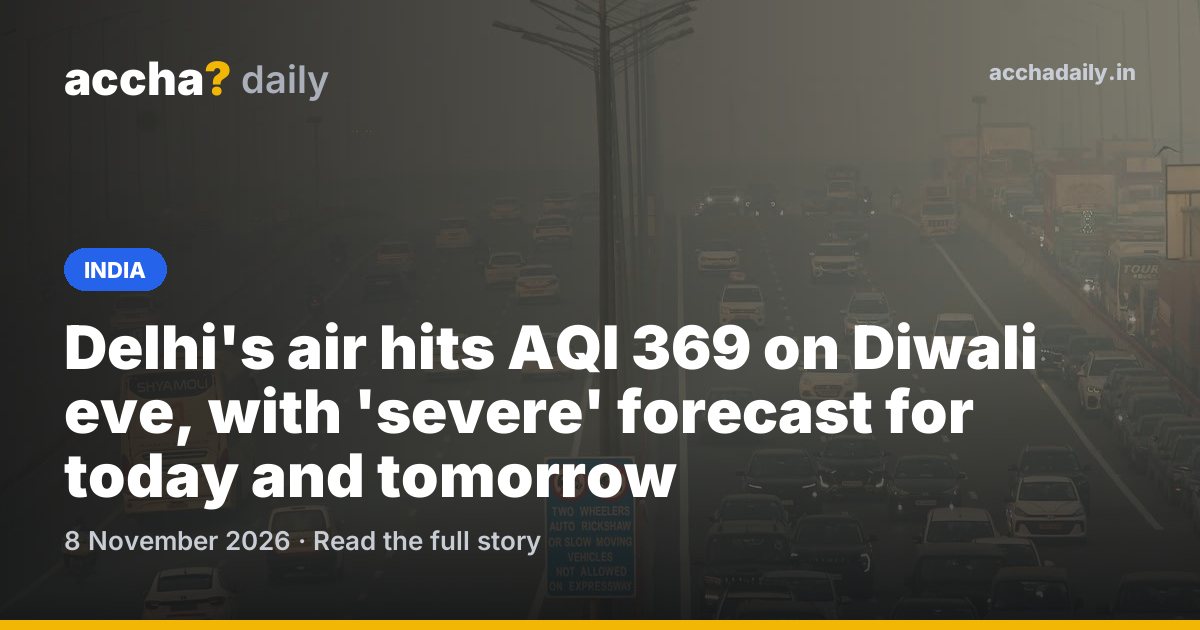 accha? daily
acchadaily.in
INDIA
Delhi's air hits AQI 369 on Diwali
eve, with 'severe' forecast for
today and tomorrow
8 November 2026 · Read the full story
SHYAMOLI
TOUR
TWO WHEELERS
AUTO RICKSHAW
OR SLOW MOVING
VEHICLES
NOT ALLOWED
ON EXPRESSWAY